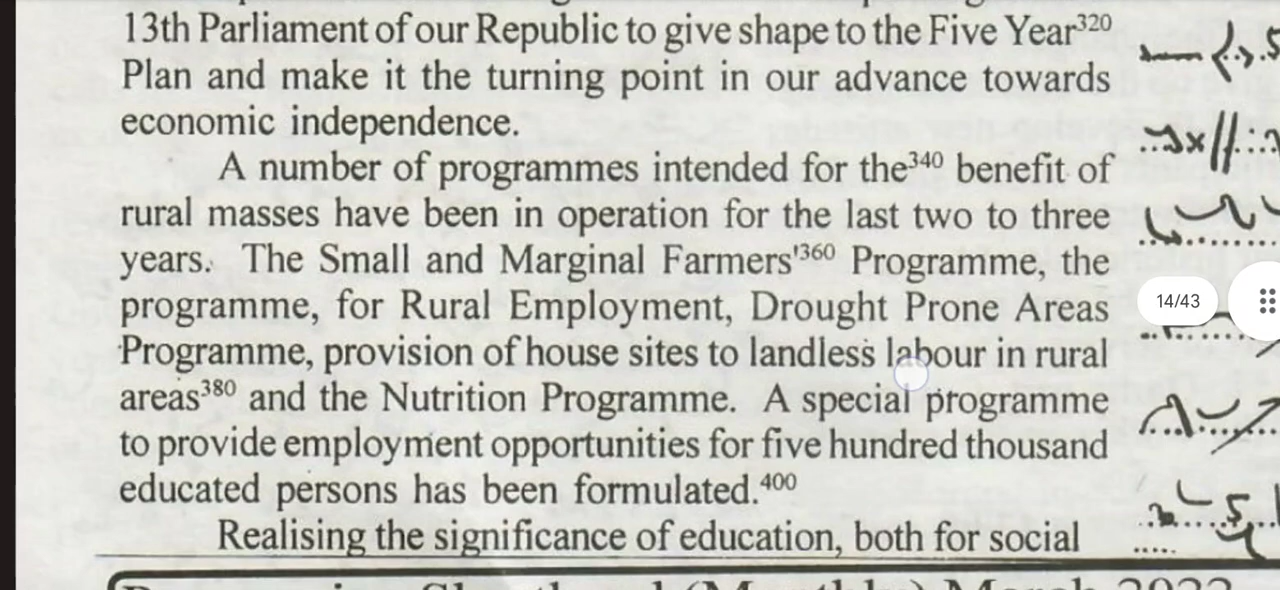 13th Parliament of our Republic to give shape to the Five Year³²⁰
Plan and make it the turning point in our advance towards
economic independence.
A number of programmes intended for the³⁴⁰ benefit of
rural masses have been in operation for the last two to three
years. The Small and Marginal Farmers'³⁶⁰ Programme, the
programme, for Rural Employment, Drought Prone Areas
Programme, provision of house sites to landless labour in rural
areas³⁸⁰ and the Nutrition Programme. A special programme
to provide employment opportunities for five hundred thousand
educated persons has been formulated.⁴⁰⁰
Realising the significance of education, both for social
14/43
(Monthly) March 2022